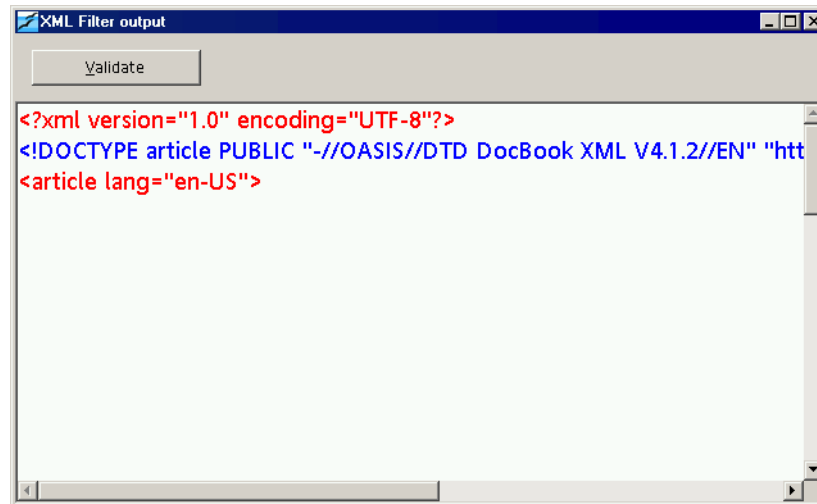 XML Filter output
Validate
<?xml version="1.0" encoding="UTF-8"?>
<!DOCTYPE article PUBLIC "-//OASIS//DTD DocBook XML V4.1.2//EN" "htt
<article lang="en-US">